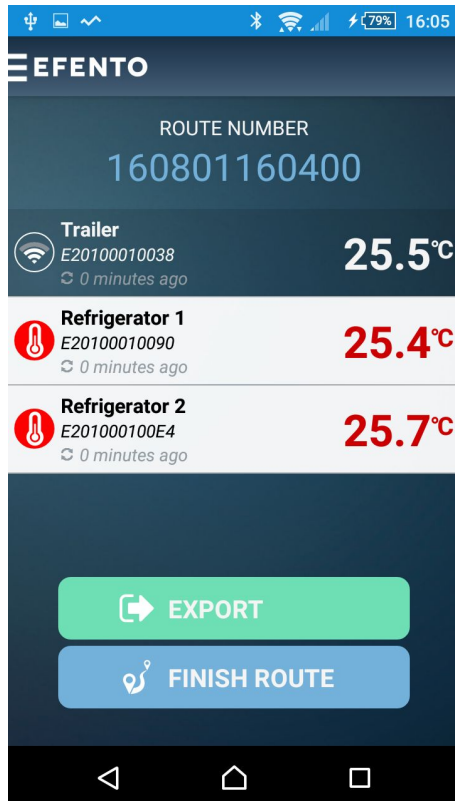 79% 16:05
EFENTO
ROUTE NUMBER
160801160400
Trailer
E20100010038
0 minutes ago
25.5°C
Refrigerator 1
E20100010090
0 minutes ago
25.4°C
Refrigerator 2
E201000100E4
0 minutes ago
25.7°C
EXPORT
FINISH ROUTE